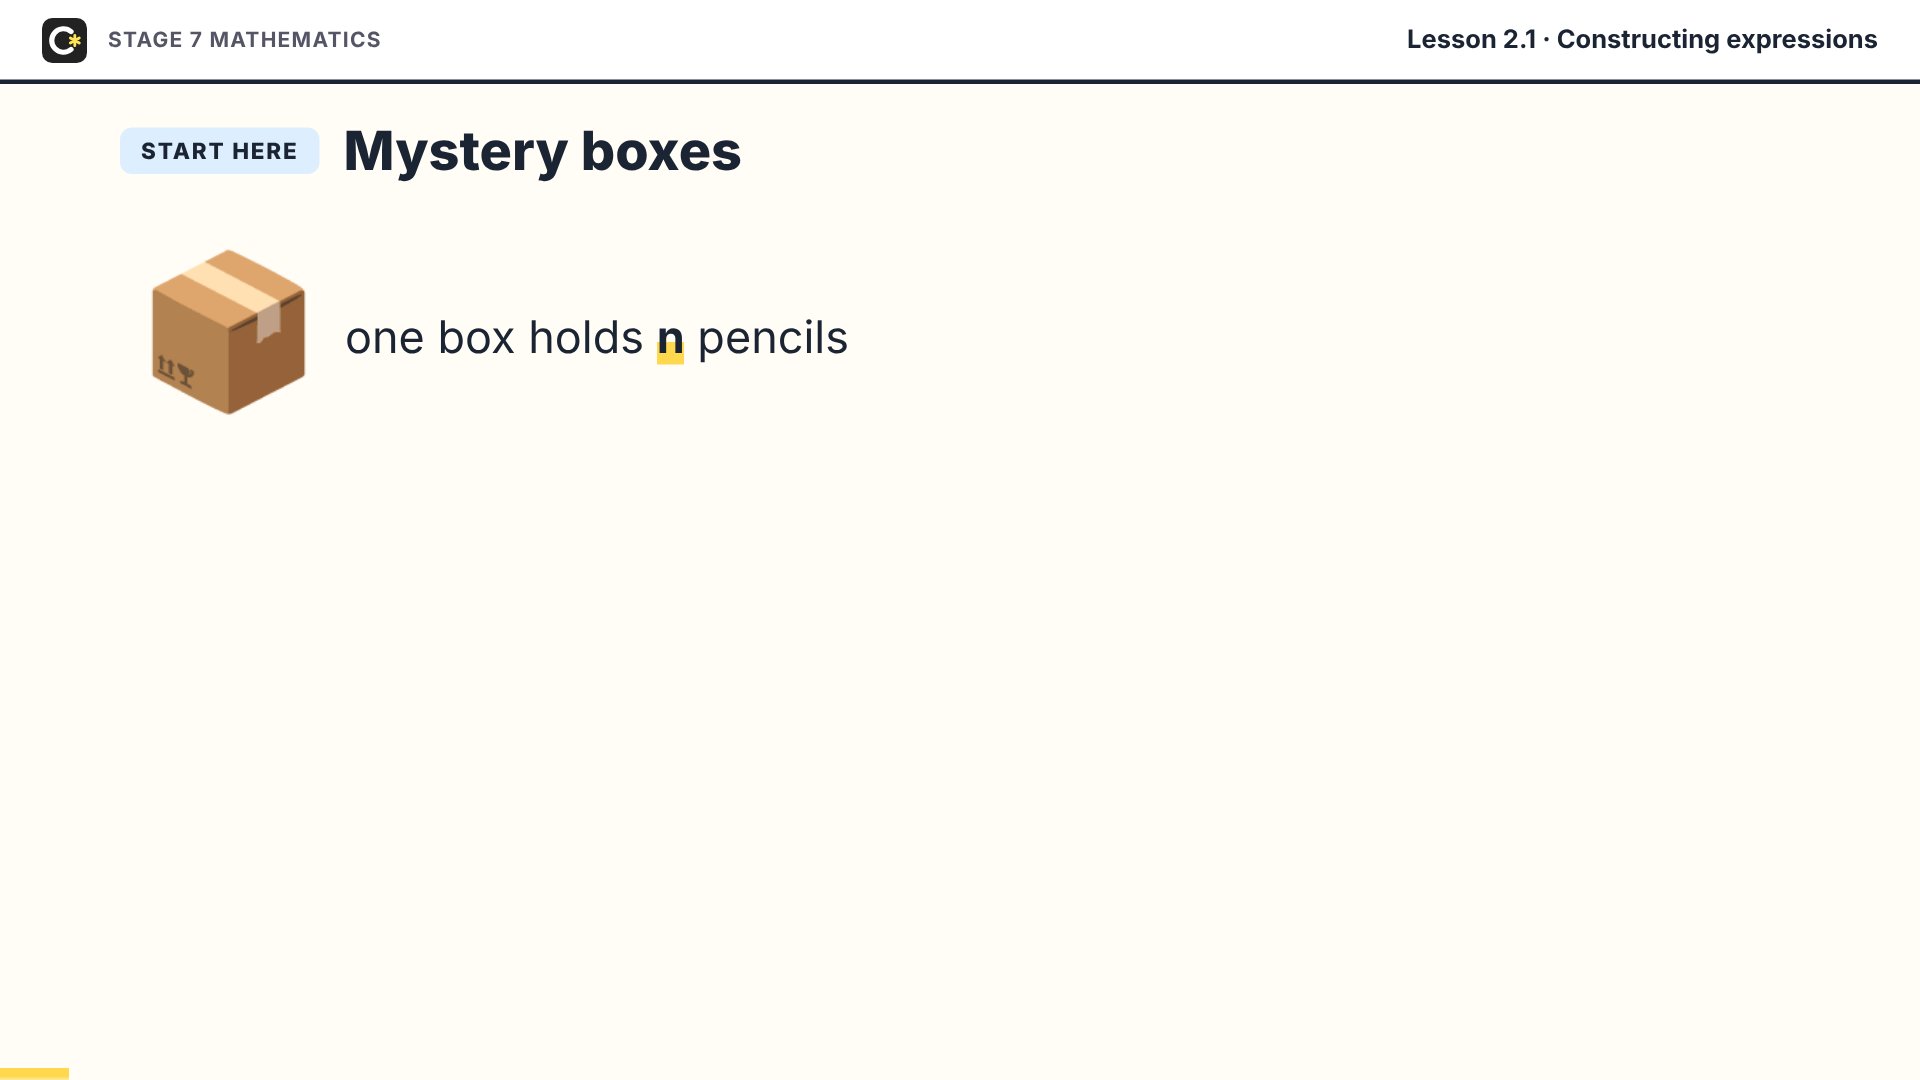 STAGE 7 MATHEMATICS
Lesson 2.1 · Constructing expressions
START HERE
Mystery boxes
one box holds n pencils